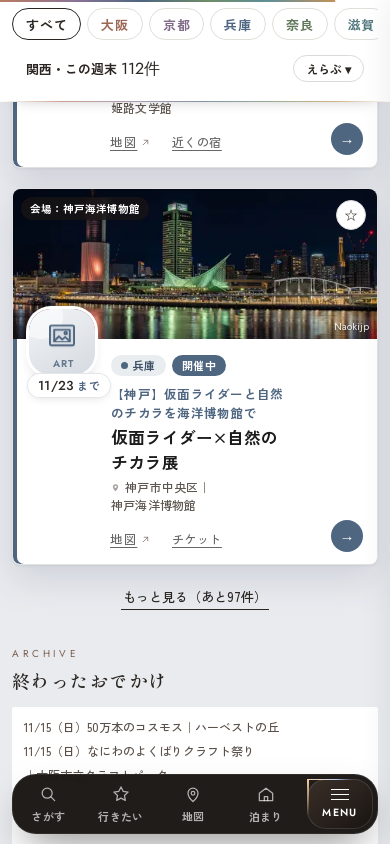 すべて
大阪
京都
兵庫
奈良
滋賀
関西・この週末 112件
えらぶ ▾
姫路文学館
地図 ↗
近くの宿
→
会場：神戸海洋博物館
☆
Naokijp
ART
11/23 まで
兵庫
開催中
【神戸】仮面ライダーと自然
のチカラを海洋博物館で
仮面ライダー×自然の
チカラ展
神戸市中央区｜
神戸海洋博物館
地図 ↗
チケット
→
もっと見る（あと97件）
ARCHIVE
終わったおでかけ
11/15（日）50万本のコスモス｜ハーベストの丘
11/15（日）なにわのよくばりクラフト祭り
さがす
行きたい
地図
泊まり
MENU